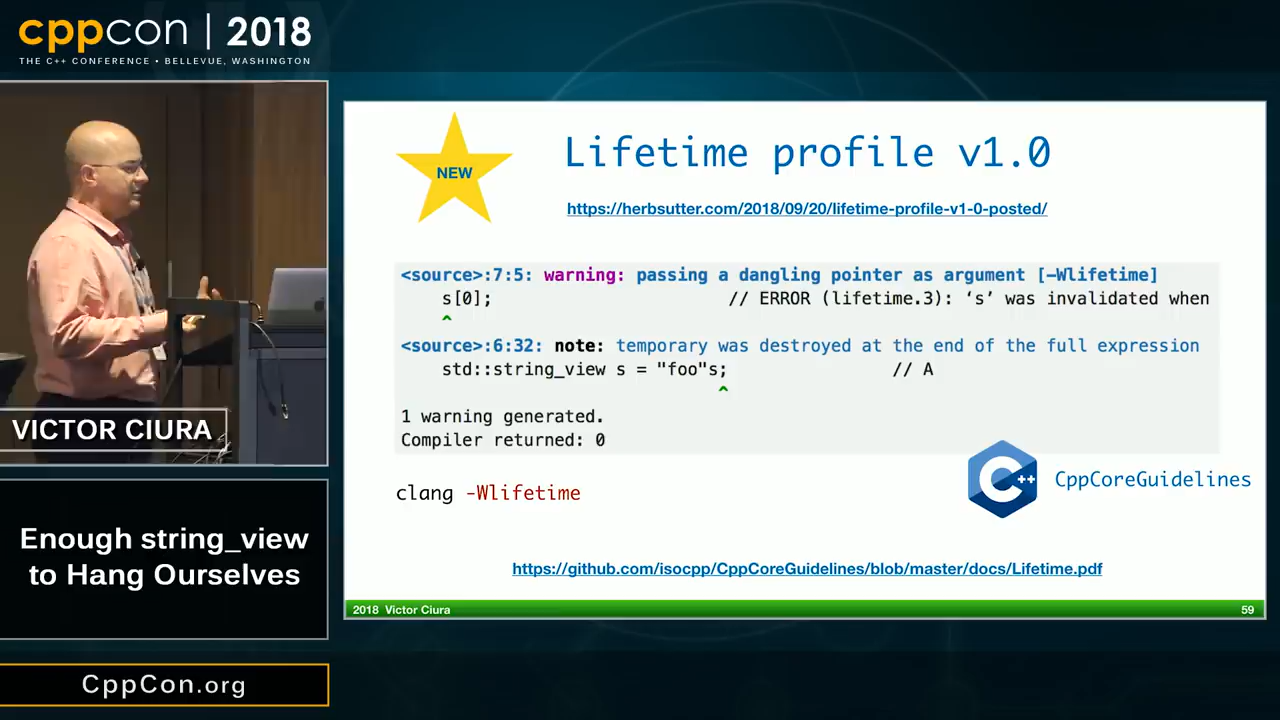 cppcon | 2018
THE C++ CONFERENCE • BELLEVUE, WASHINGTON
VICTOR CIURA
Enough string_view
to Hang Ourselves
CppCon.org
NEW
Lifetime profile v1.0
https://herbsutter.com/2018/09/20/lifetime-profile-v1-0-posted/
<source>:7:5: warning: passing a dangling pointer as argument [-Wlifetime]
s[0]; // ERROR (lifetime.3): ‘s’ was invalidated when
^
<source>:6:32: note: temporary was destroyed at the end of the full expression
std::string_view s = "foo"s; // A
^
1 warning generated.
Compiler returned: 0
clang -Wlifetime
C++
CppCoreGuidelines
https://github.com/isocpp/CppCoreGuidelines/blob/master/docs/Lifetime.pdf
2018 Victor Ciura
59